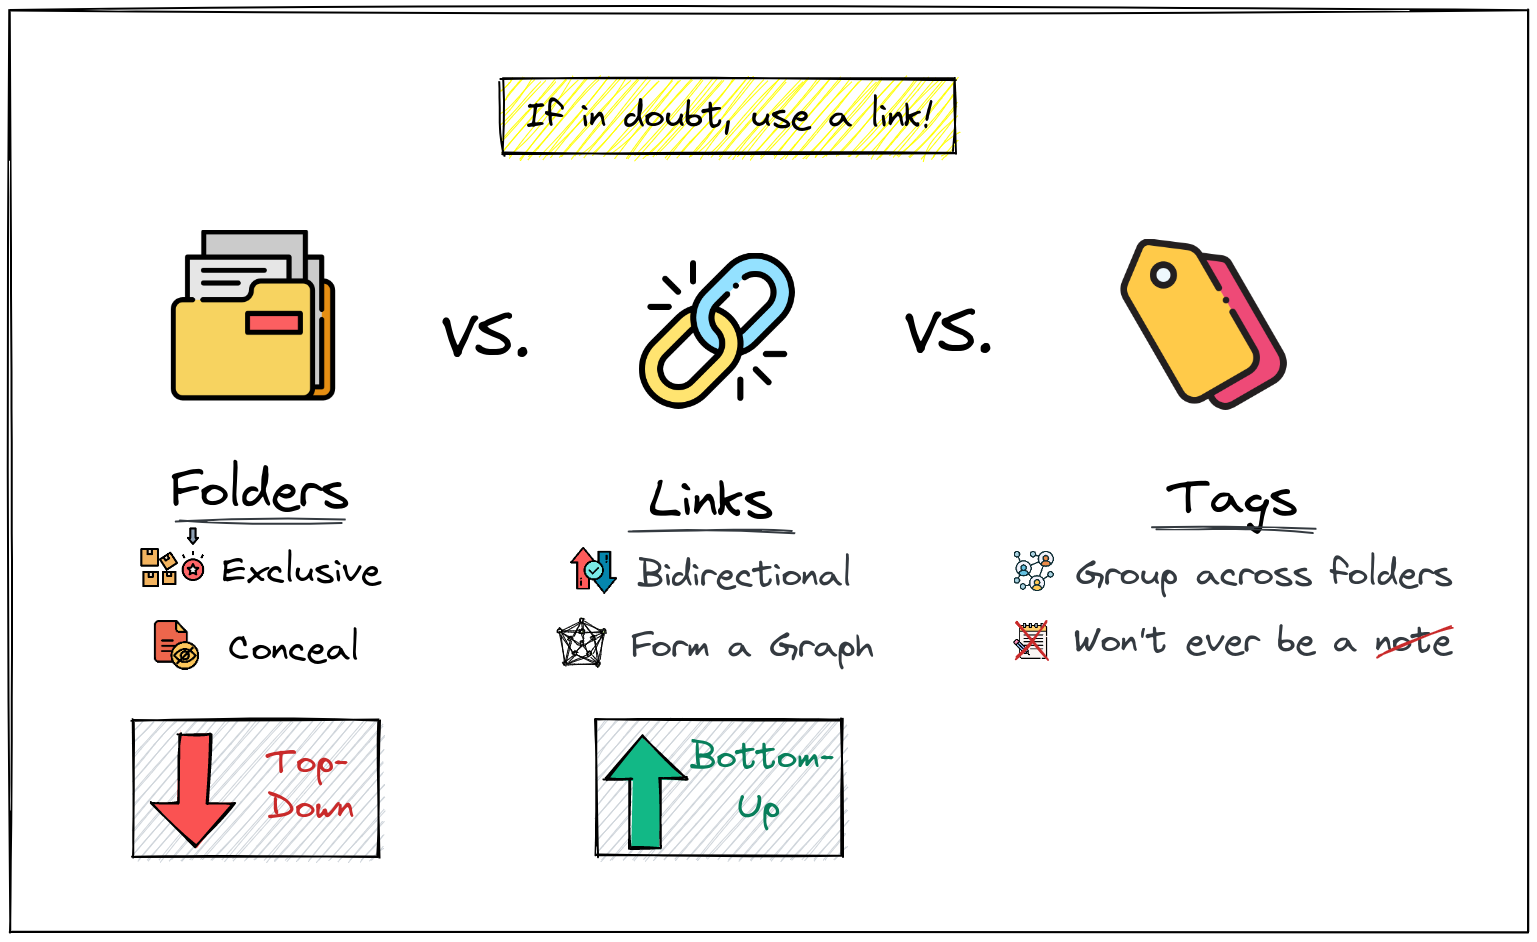 If in doubt, use a link!
vs.
vs.
Folders
Exclusive
Conceal
Top-
Down
Links
Bidirectional
Form a Graph
Bottom-
Up
Tags
Group across folders
Won't ever be a note